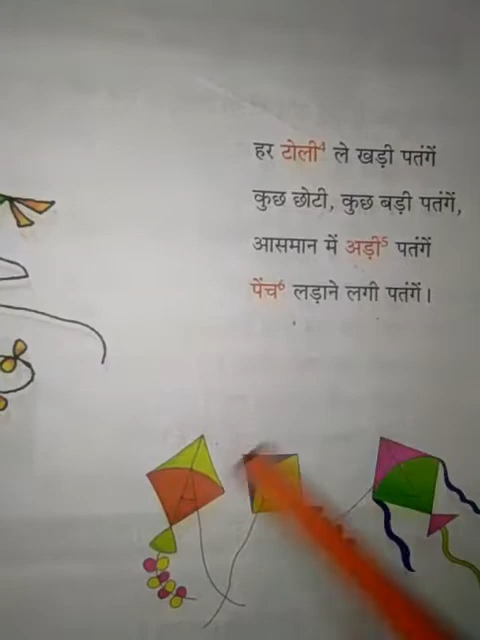 हर टोली⁴ ले खड़ी पतंगें
कुछ छोटी, कुछ बड़ी पतंगें,
आसमान में अड़ी⁵ पतंगें
पेंच⁶ लड़ाने लगी पतंगें।